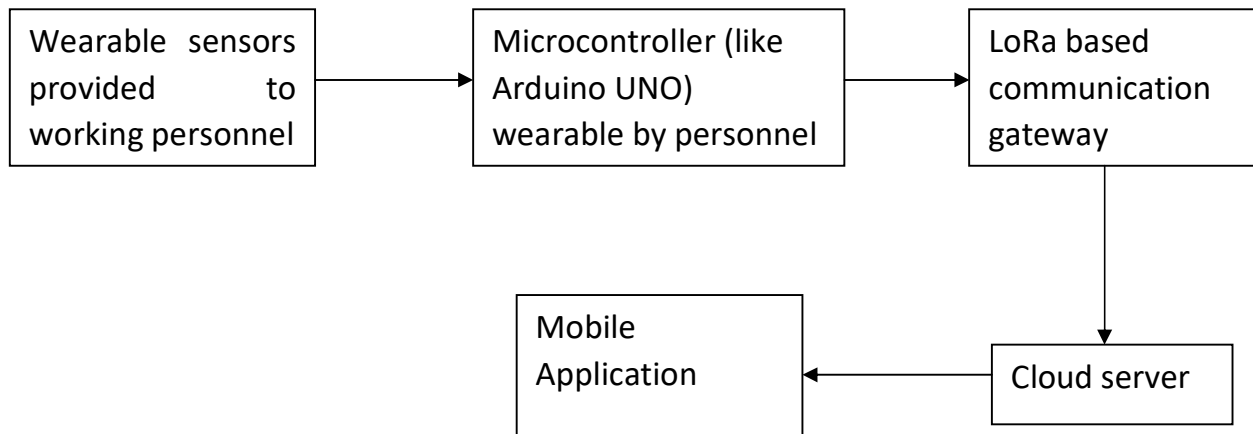 Wearable sensors
provided to
working personnel
Microcontroller (like
Arduino UNO)
wearable by personnel
LoRa based
communication
gateway
Mobile
Application
Cloud server